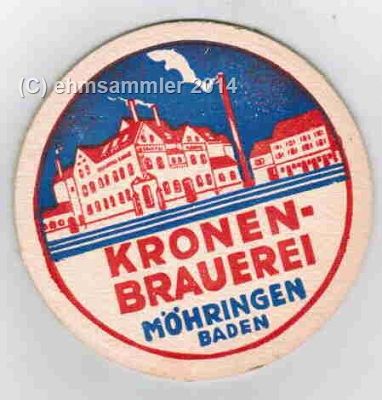 (C) ehmsammler 2014
KRONEN-
BRAUEREI
MÖHRINGEN
BADEN